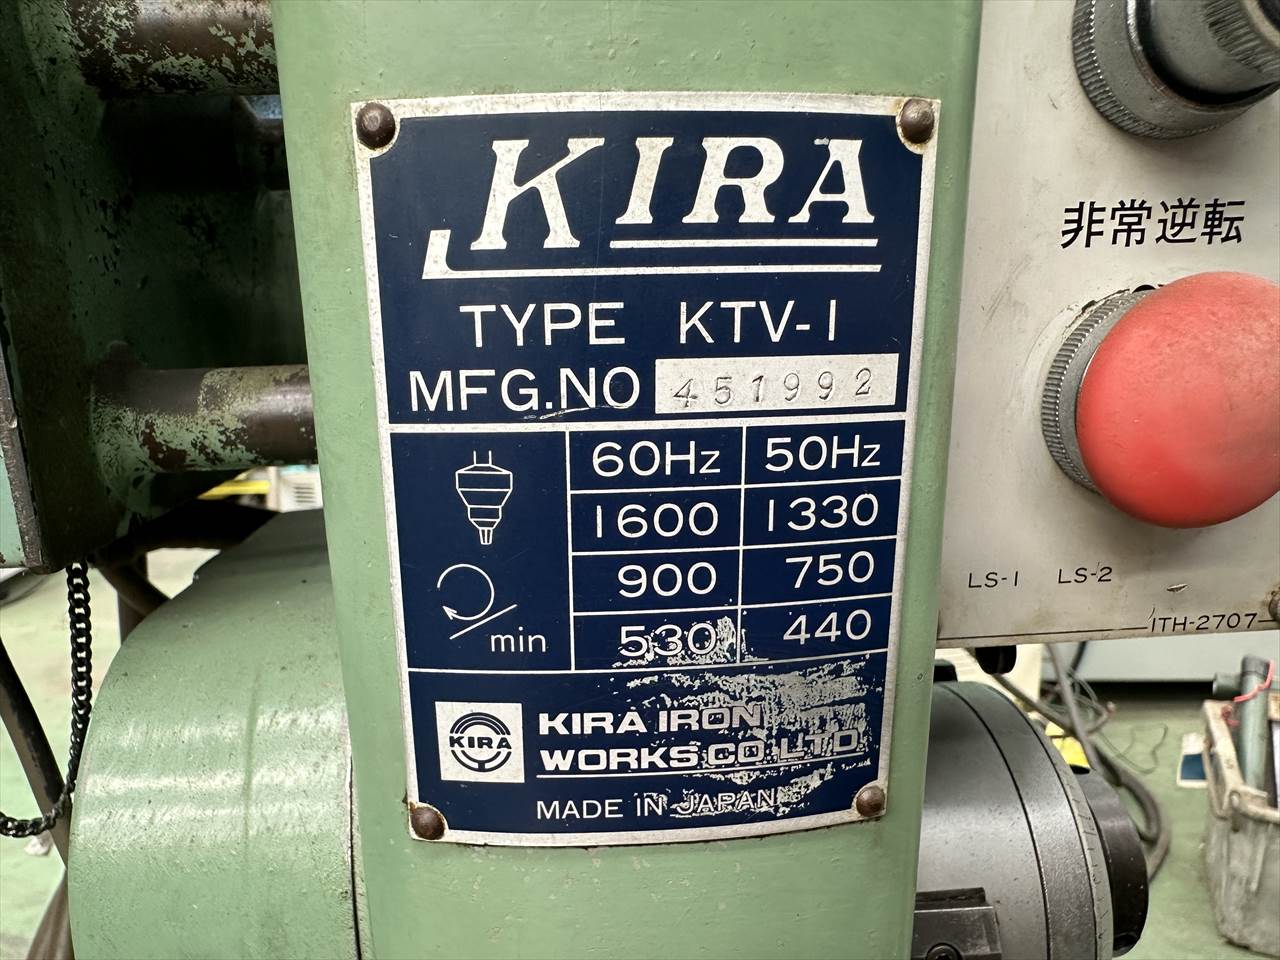 KIRA
TYPE KTV-1
MFG.NO 451992
60Hz 50Hz
1600 1330
900 750
530 440
min
KIRA
KIRA IRON
WORKS CO.,LTD.
MADE IN JAPAN
非常逆転
LS-1 LS-2
ITH-2707